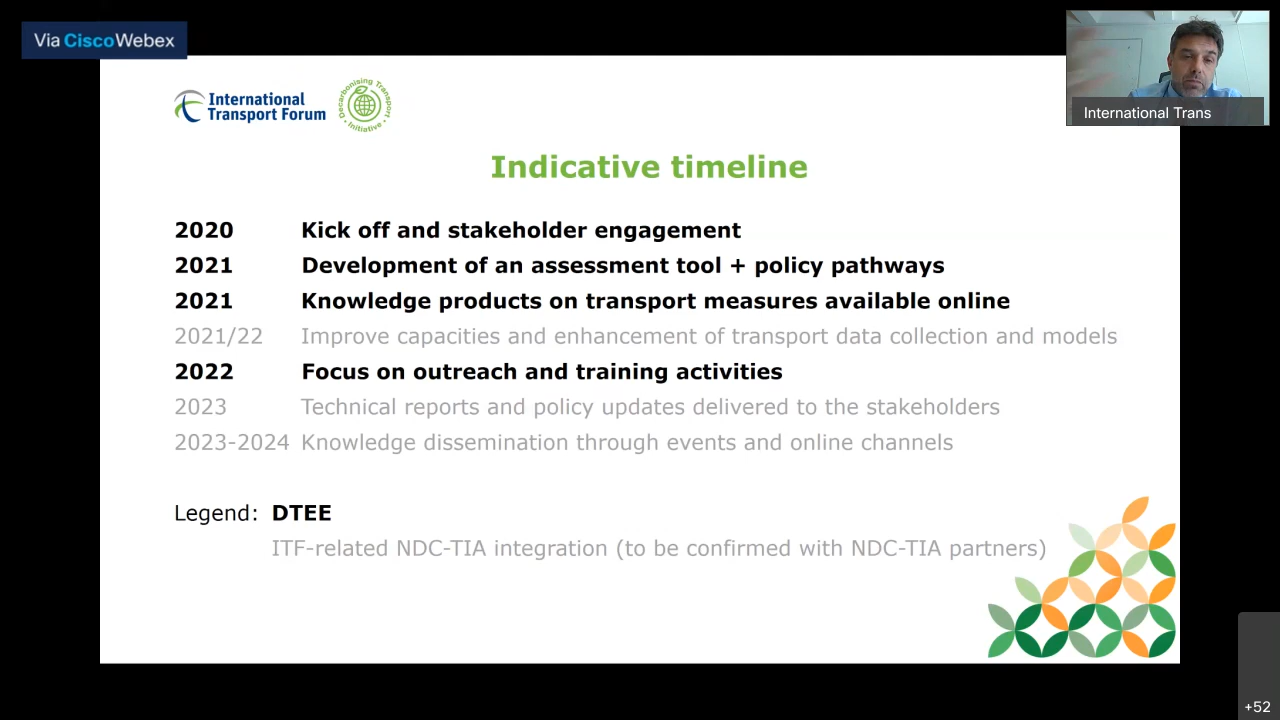 Via CiscoWebex
International Trans
International
Transport Forum
Decarbonising Transport
Initiative
Indicative timeline
2020 Kick off and stakeholder engagement
2021 Development of an assessment tool + policy pathways
2021 Knowledge products on transport measures available online
2021/22 Improve capacities and enhancement of transport data collection and models
2022 Focus on outreach and training activities
2023 Technical reports and policy updates delivered to the stakeholders
2023-2024 Knowledge dissemination through events and online channels
Legend: DTEE
ITF-related NDC-TIA integration (to be confirmed with NDC-TIA partners)
+52